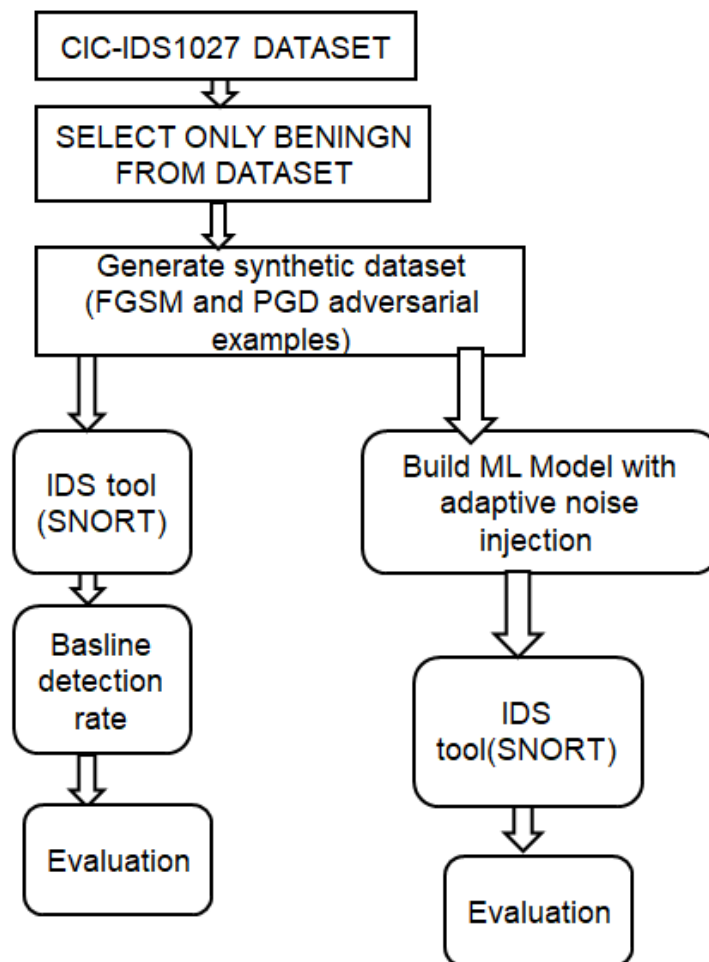 CIC-IDS1027 DATASET
SELECT ONLY BENINGN
FROM DATASET
Generate synthetic dataset
(FGSM and PGD adversarial
examples)
IDS tool
(SNORT)
Basline
detection
rate
Evaluation
Build ML Model with
adaptive noise
injection
IDS
tool(SNORT)
Evaluation